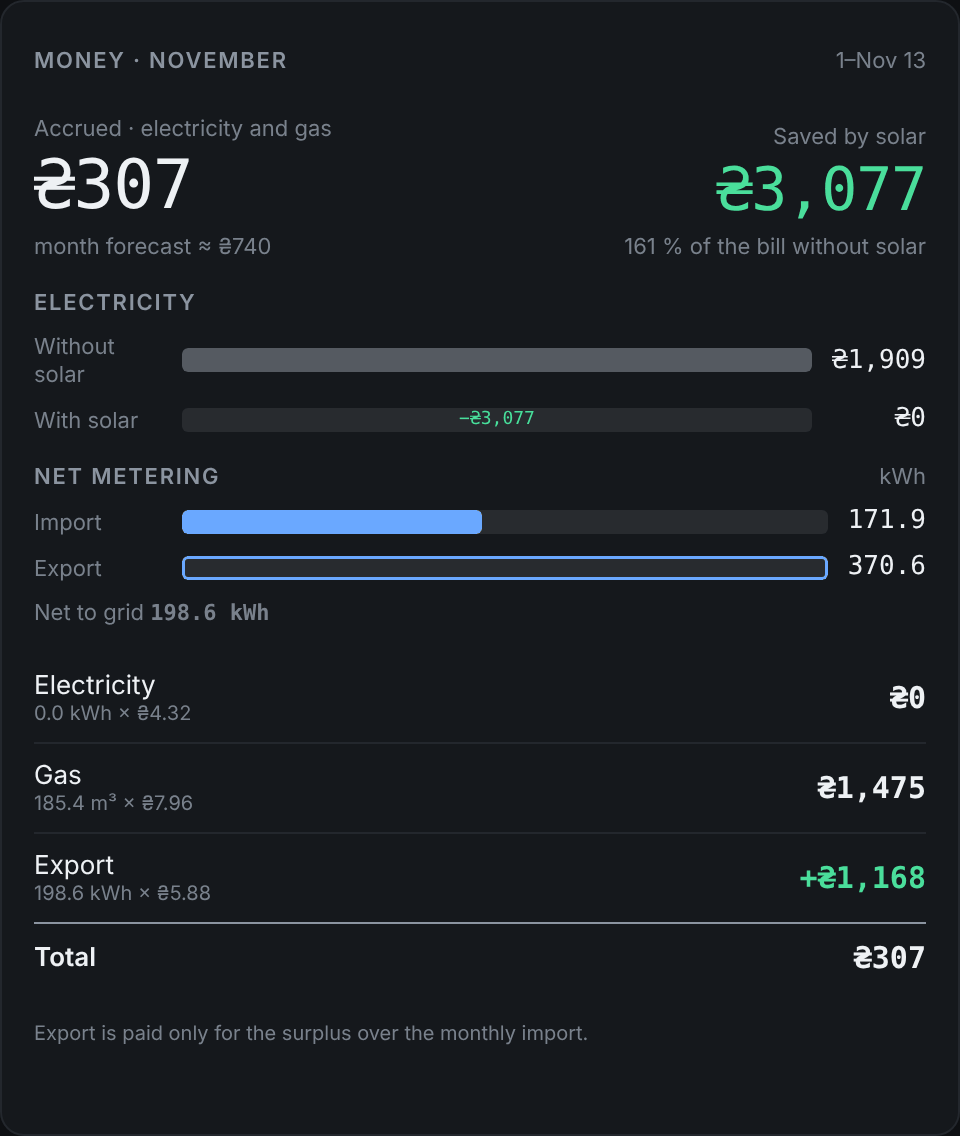 MONEY · NOVEMBER
1–Nov 13
Accrued · electricity and gas
₴307
month forecast ≈ ₴740
Saved by solar
₴3,077
161 % of the bill without solar
ELECTRICITY
Without
solar
₴1,909
With solar
−₴3,077
₴0
NET METERING
kWh
Import
171.9
Export
370.6
Net to grid 198.6 kWh
Electricity
0.0 kWh × ₴4.32
₴0
Gas
185.4 m³ × ₴7.96
₴1,475
Export
198.6 kWh × ₴5.88
+₴1,168
Total
₴307
Export is paid only for the surplus over the monthly import.